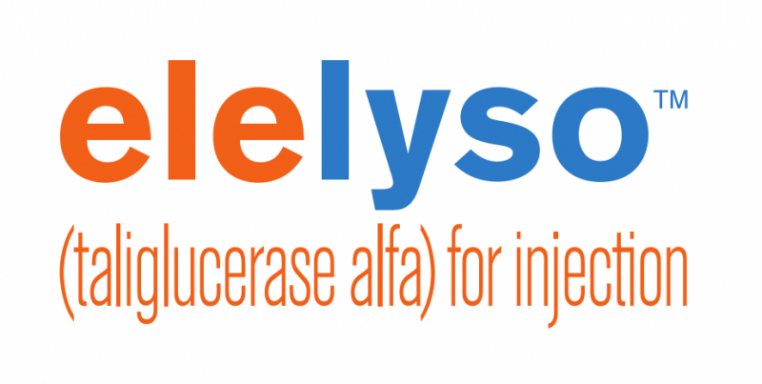 elelyso™
(taliglucerase alfa) for injection